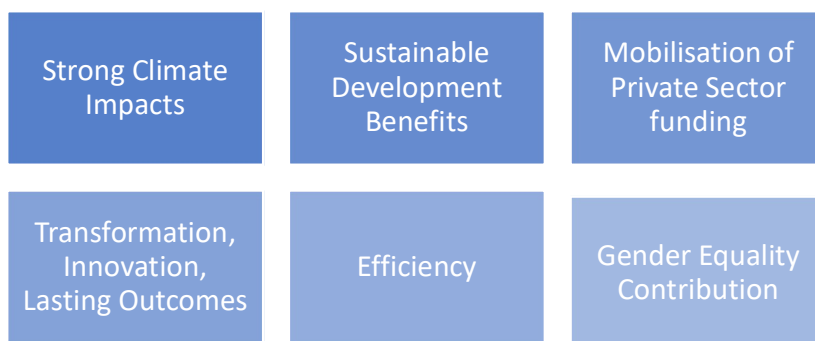 Strong Climate
Impacts
Sustainable
Development
Benefits
Mobilisation of
Private Sector
funding
Transformation,
Innovation,
Lasting Outcomes
Efficiency
Gender Equality
Contribution